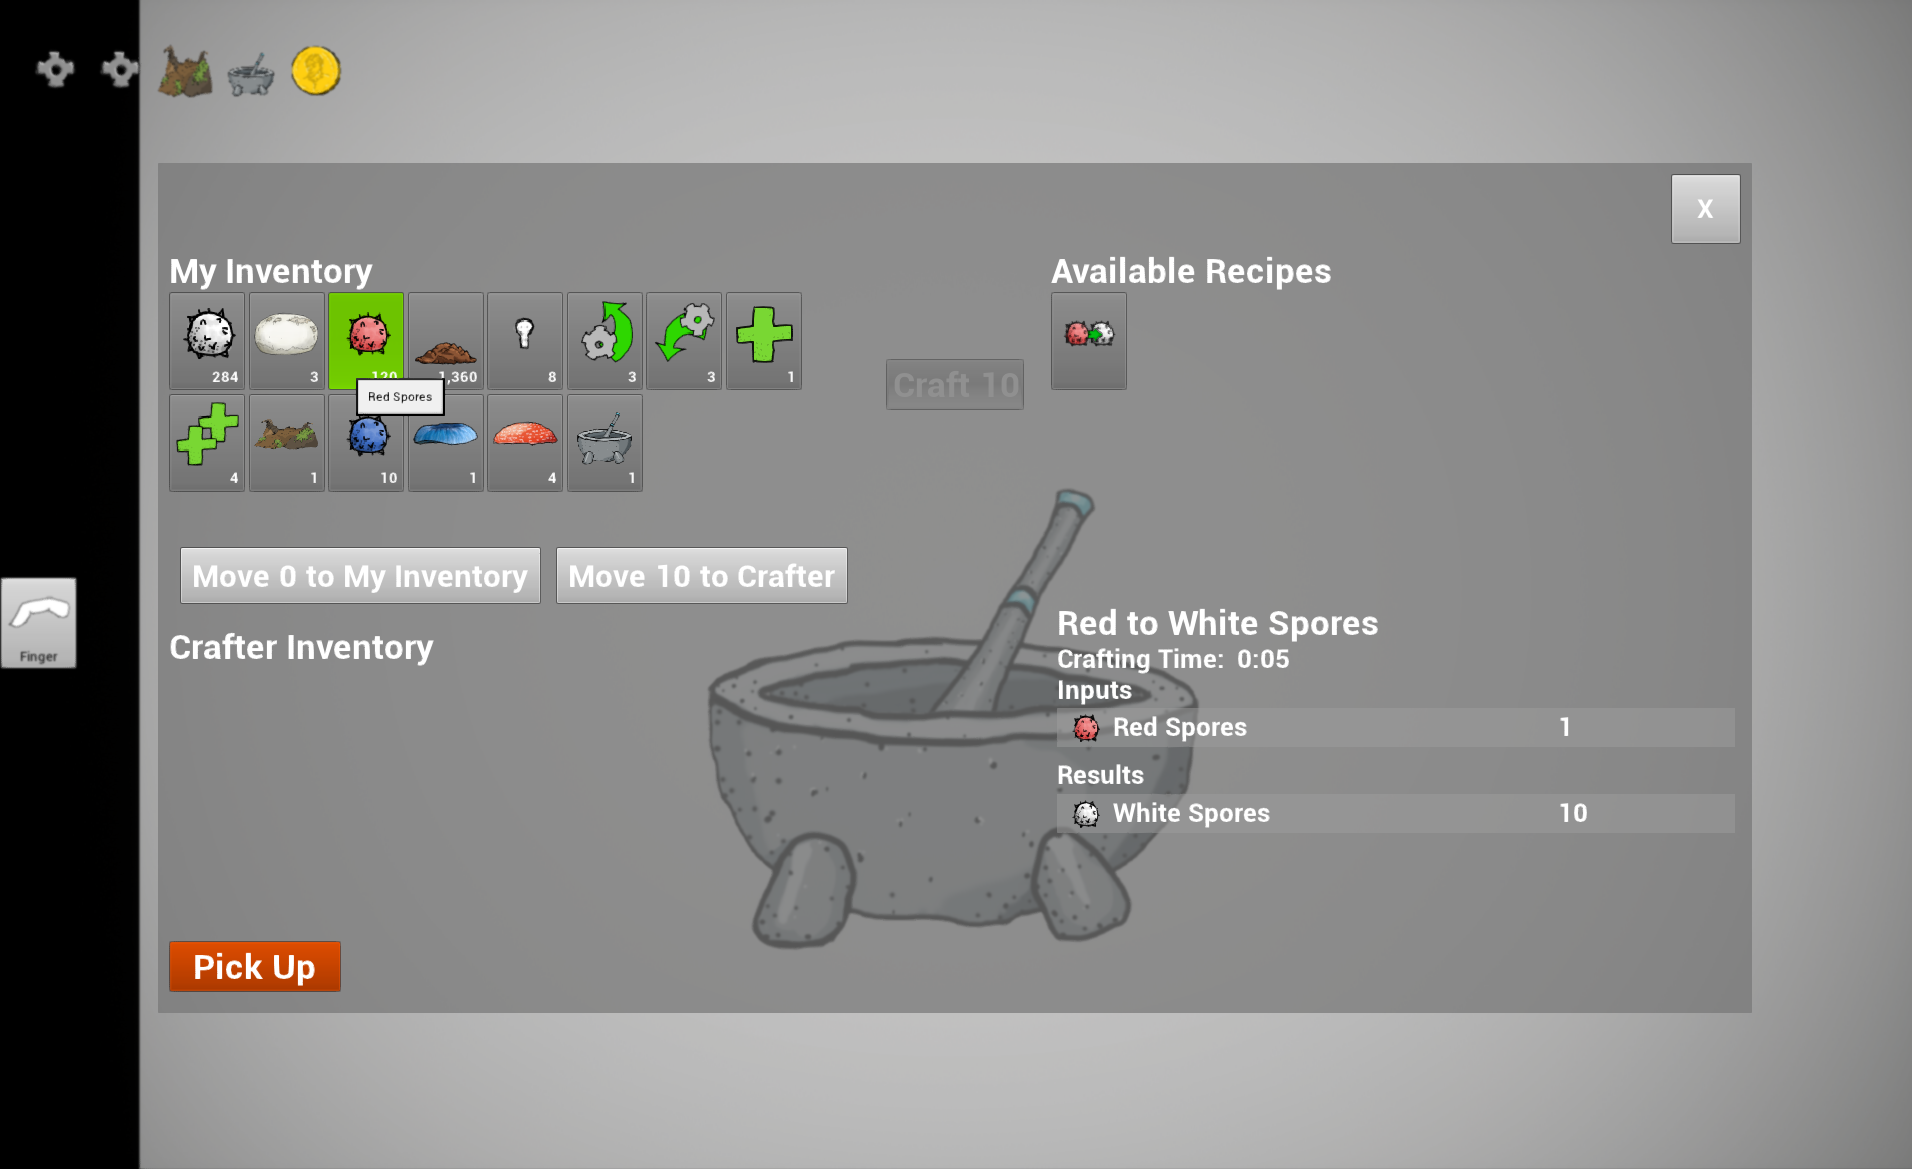 X
My Inventory
Available Recipes
284 3 120 1,360 8 3 3 1
Craft 10
Red Spores
4 1 10 1 4 1
Move 0 to My Inventory Move 10 to Crafter
Finger
Crafter Inventory
Red to White Spores
Crafting Time: 0:05
Inputs
Red Spores 1
Results
White Spores 10
Pick Up